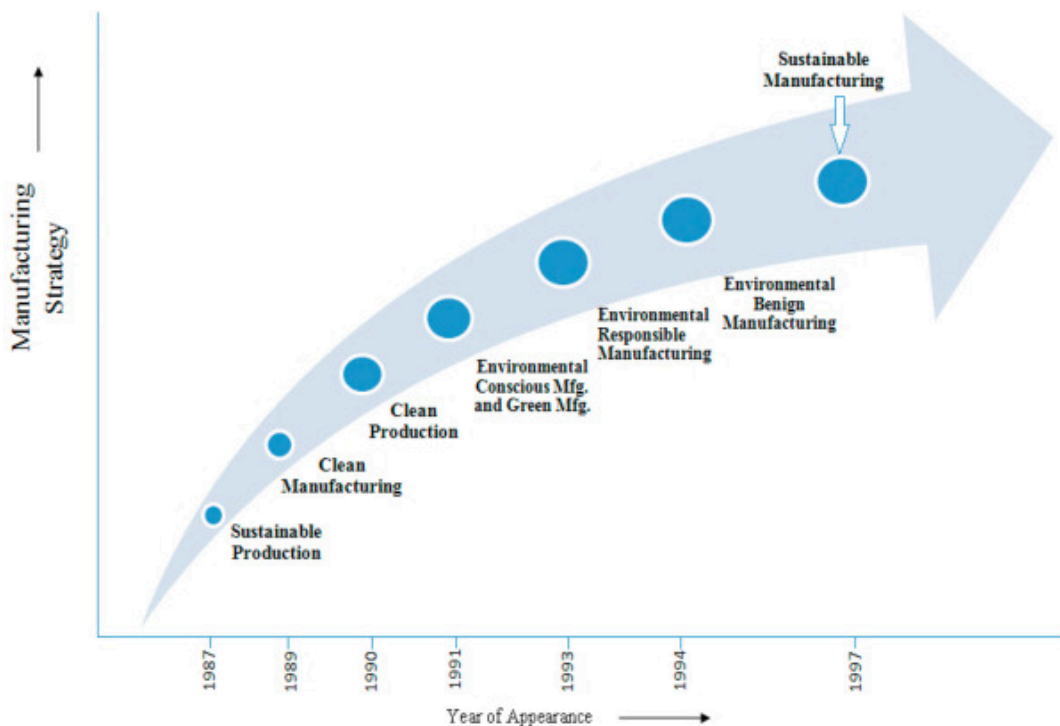 Sustainable
Manufacturing
Manufacturing
Strategy
Environmental
Benign
Manufacturing
Environmental
Responsible
Manufacturing
Environmental
Conscious Mfg.
and Green Mfg.
Clean
Production
Clean
Manufacturing
Sustainable
Production
1987
1989
1990
1991
1993
1994
1997
Year of Appearance